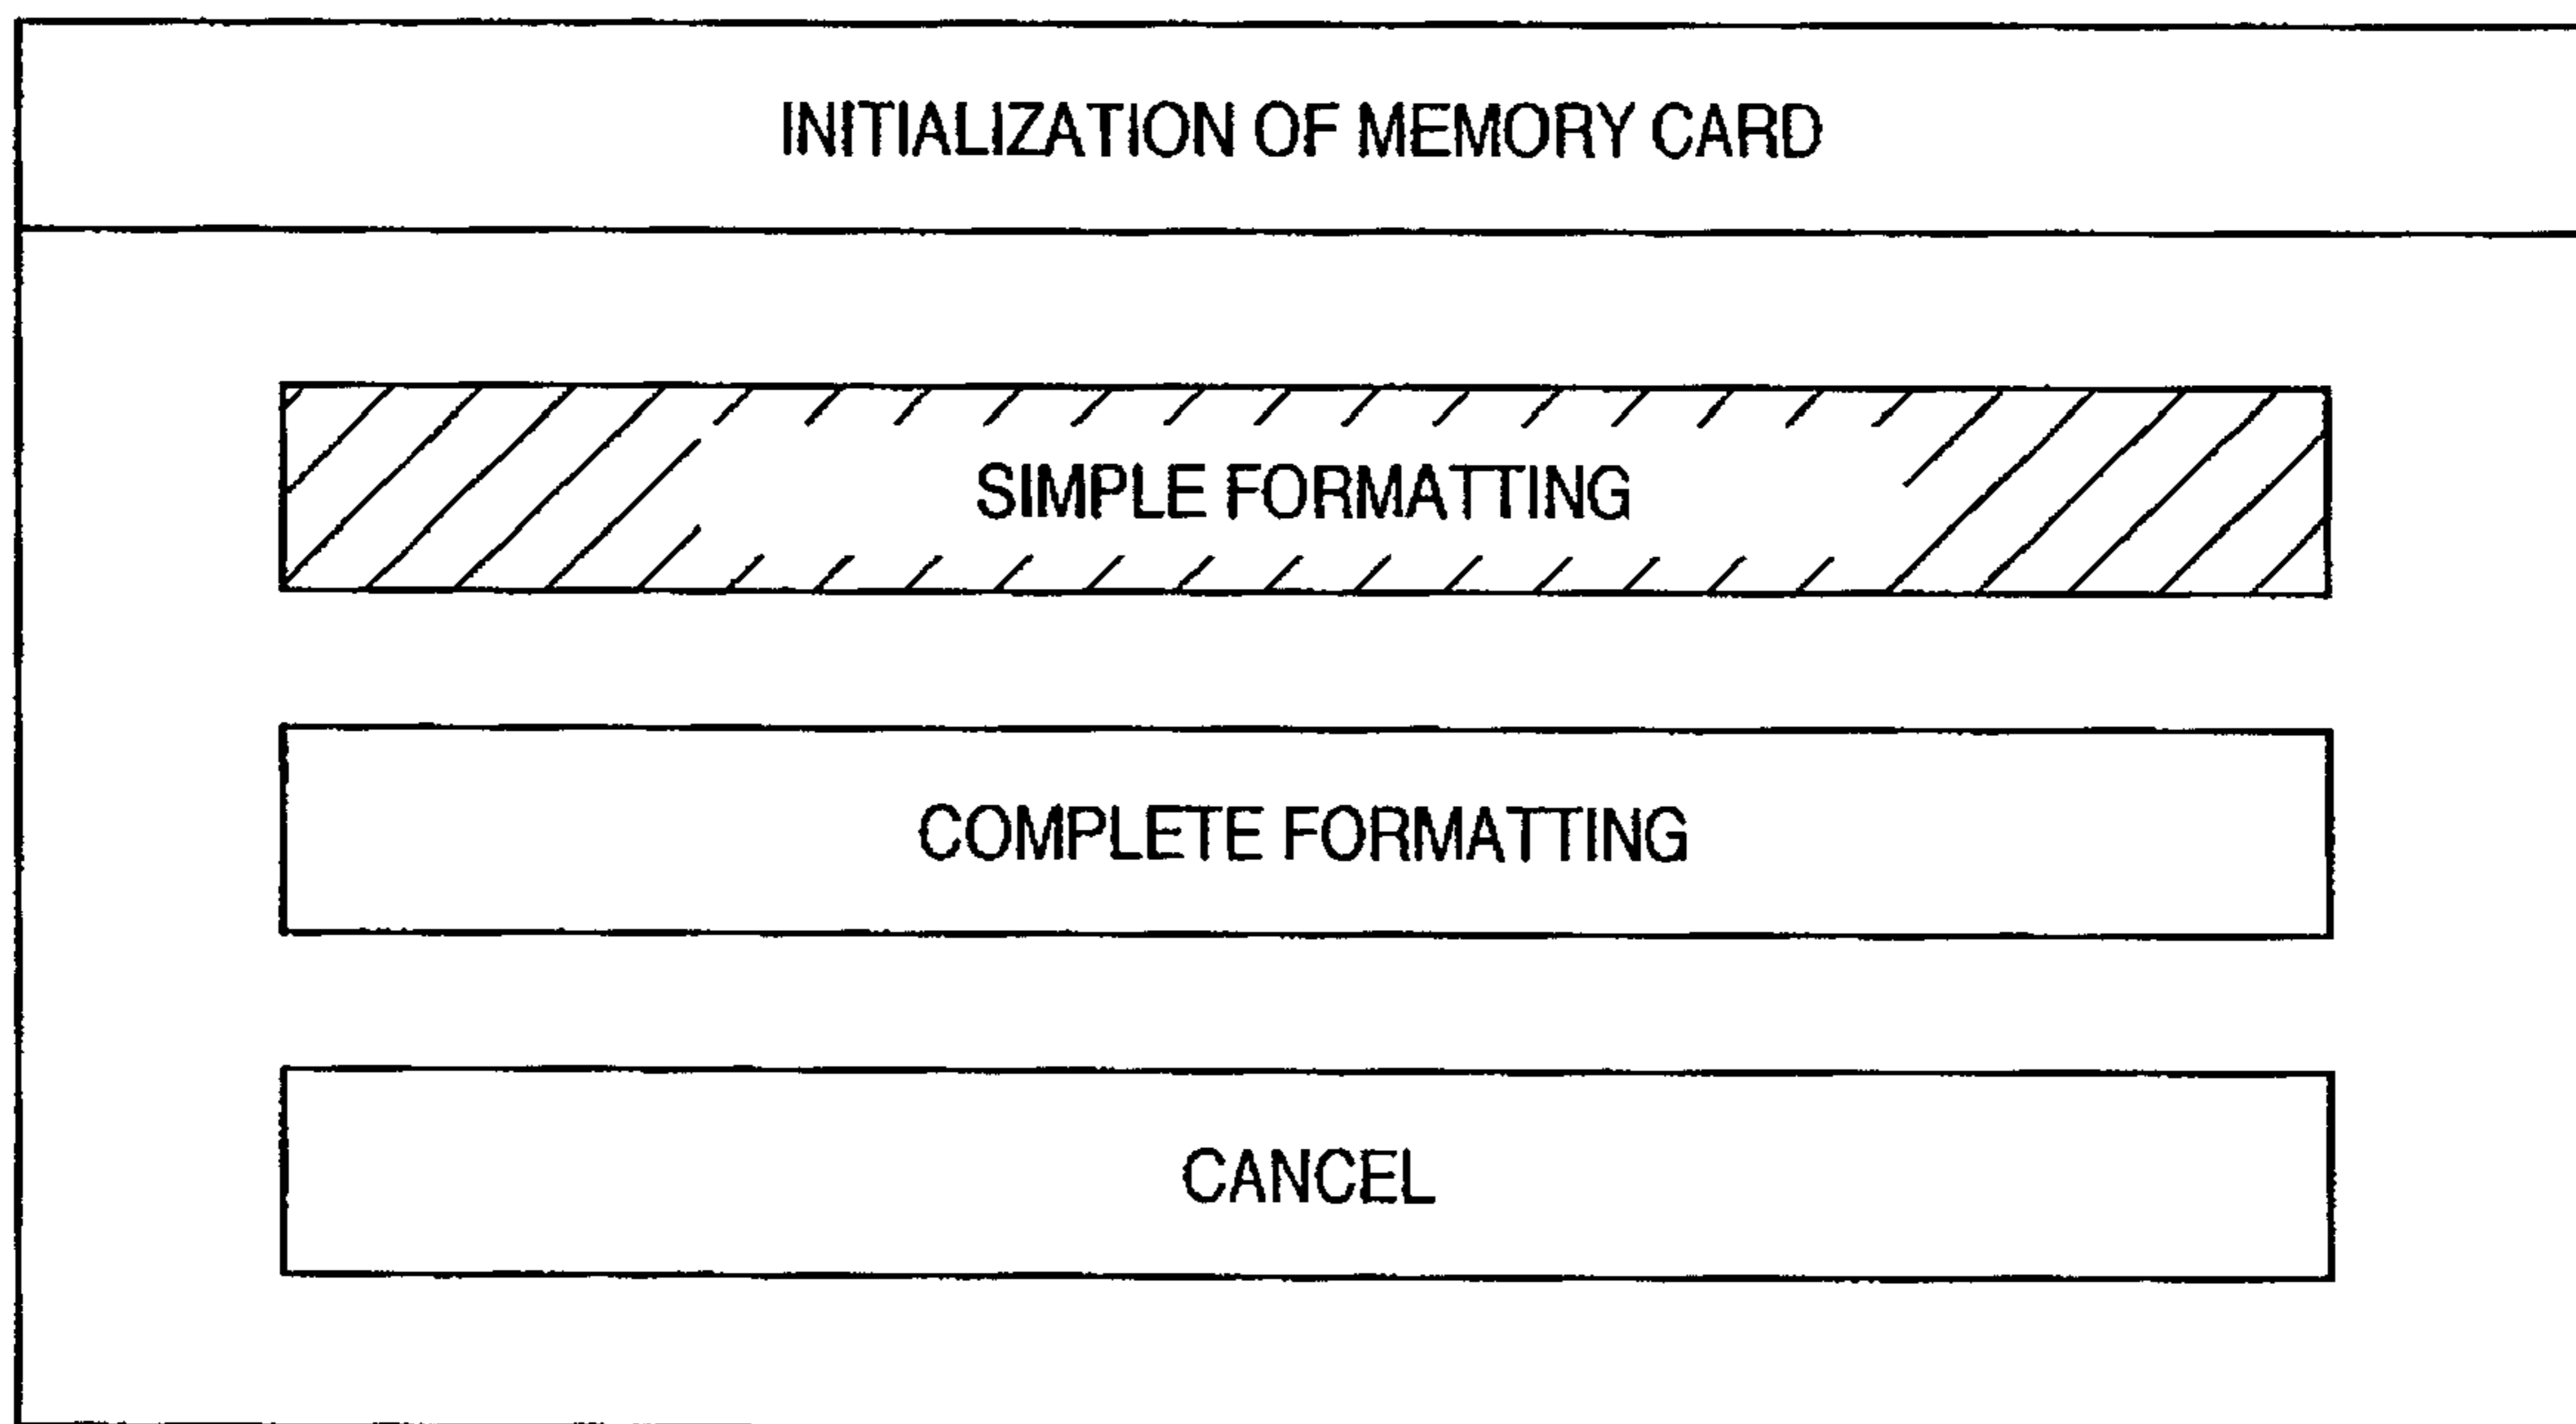 INITIALIZATION OF MEMORY CARD
SIMPLE FORMATTING
COMPLETE FORMATTING
CANCEL